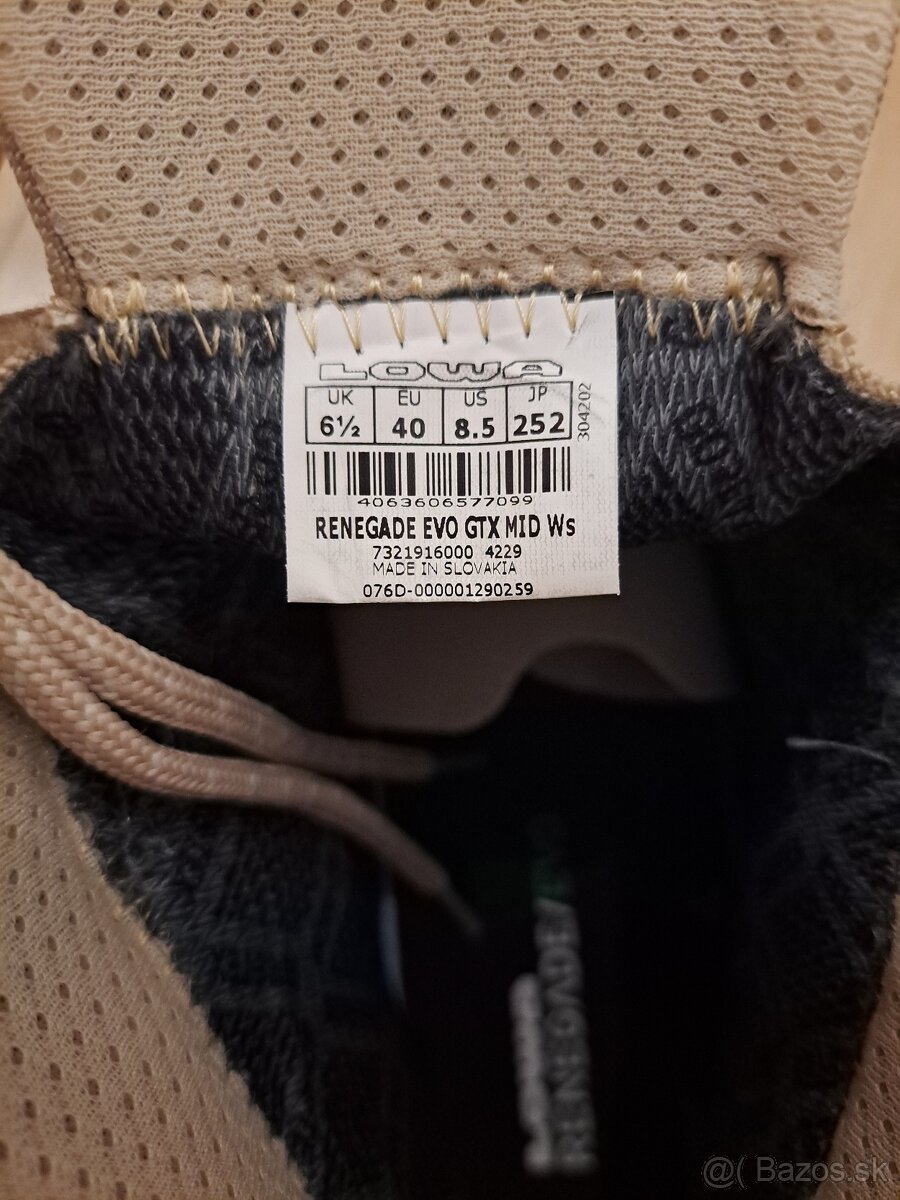 LOWA
UK EU US JP
6½ 40 8.5 252
304202
4063606577099
RENEGADE EVO GTX MID Ws
7321916000 4229
MADE IN SLOVAKIA
076D-000001290259
RENEGADE
@( Bazos.sk